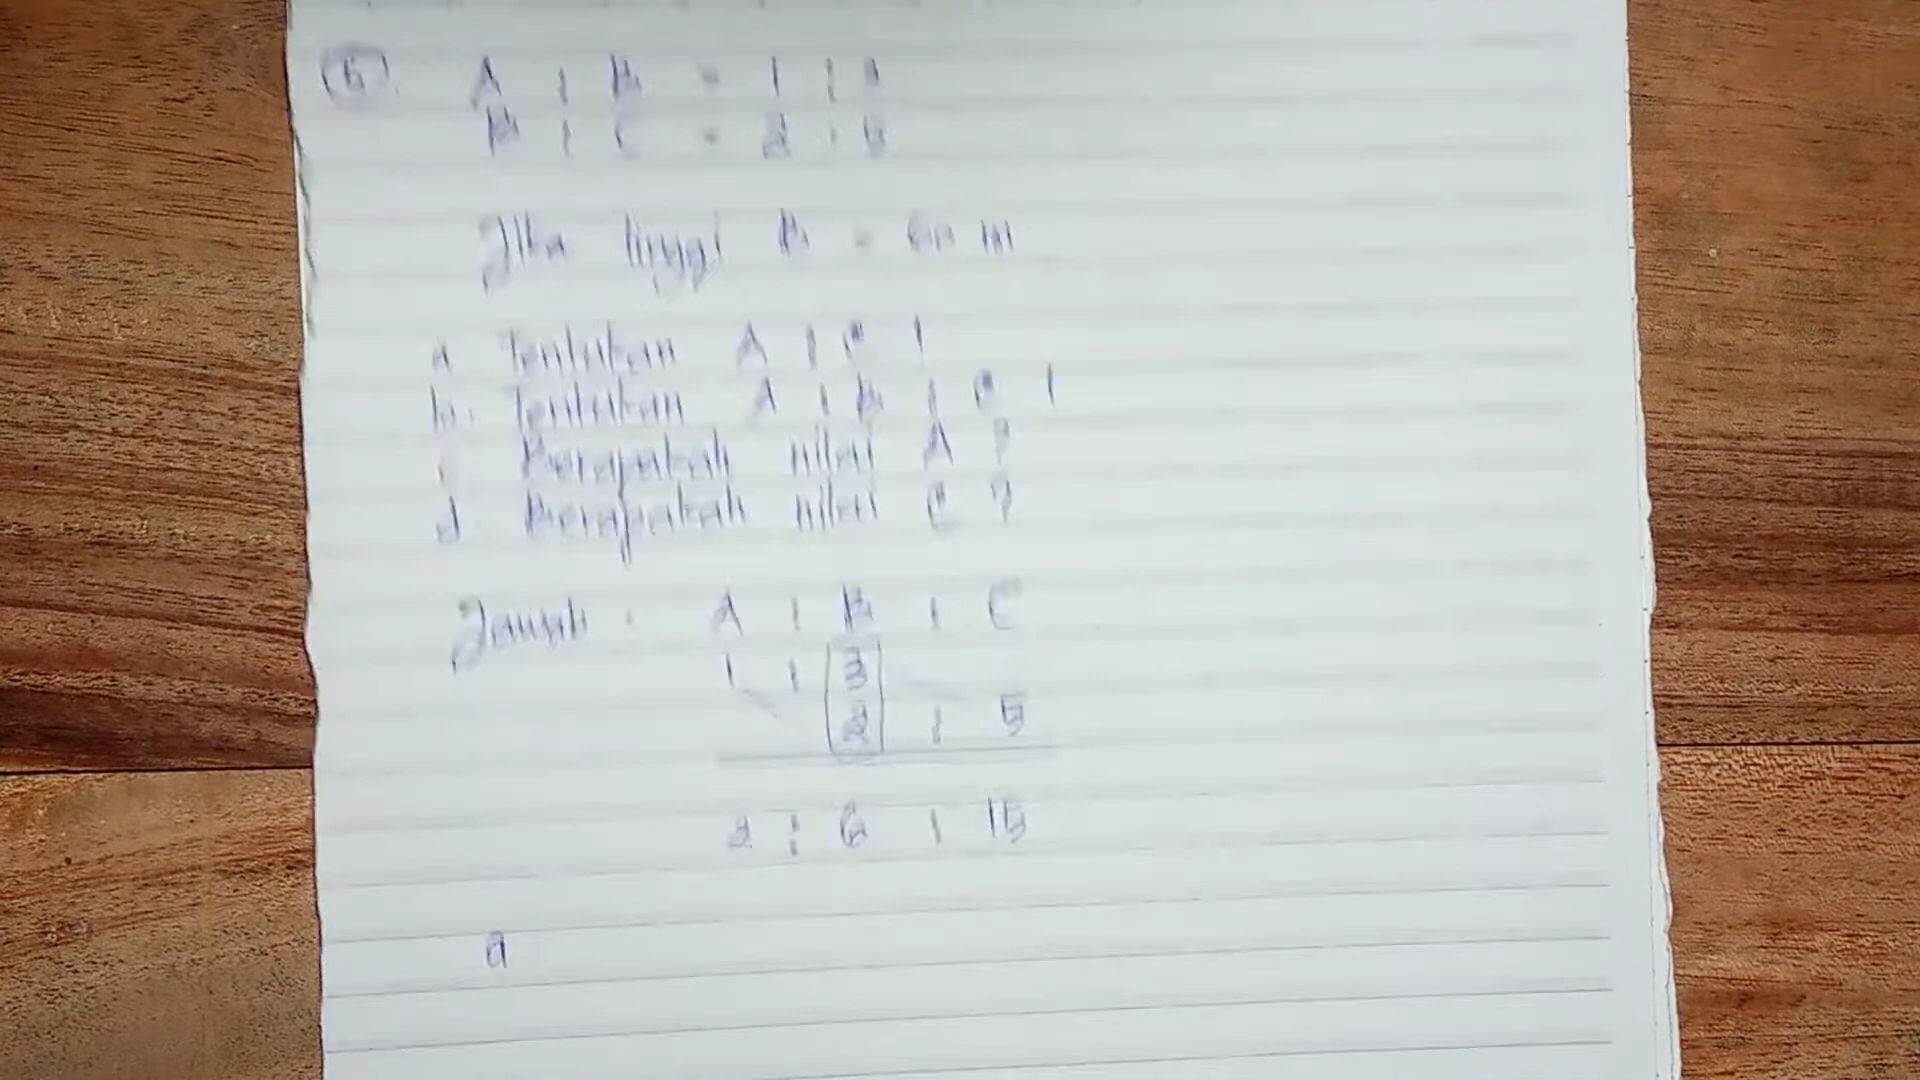 (5). A : B = 1 : 3
B : C = 2 : 5
Jika tinggi B = 60 m
a. Tentukan A : C !
b. Tentukan A : B : C !
c. Berapakah nilai A ?
d. Berapakah nilai C ?
Jawab : A : B : C
1 : 3
2 : 5
2 : 6 : 15
a